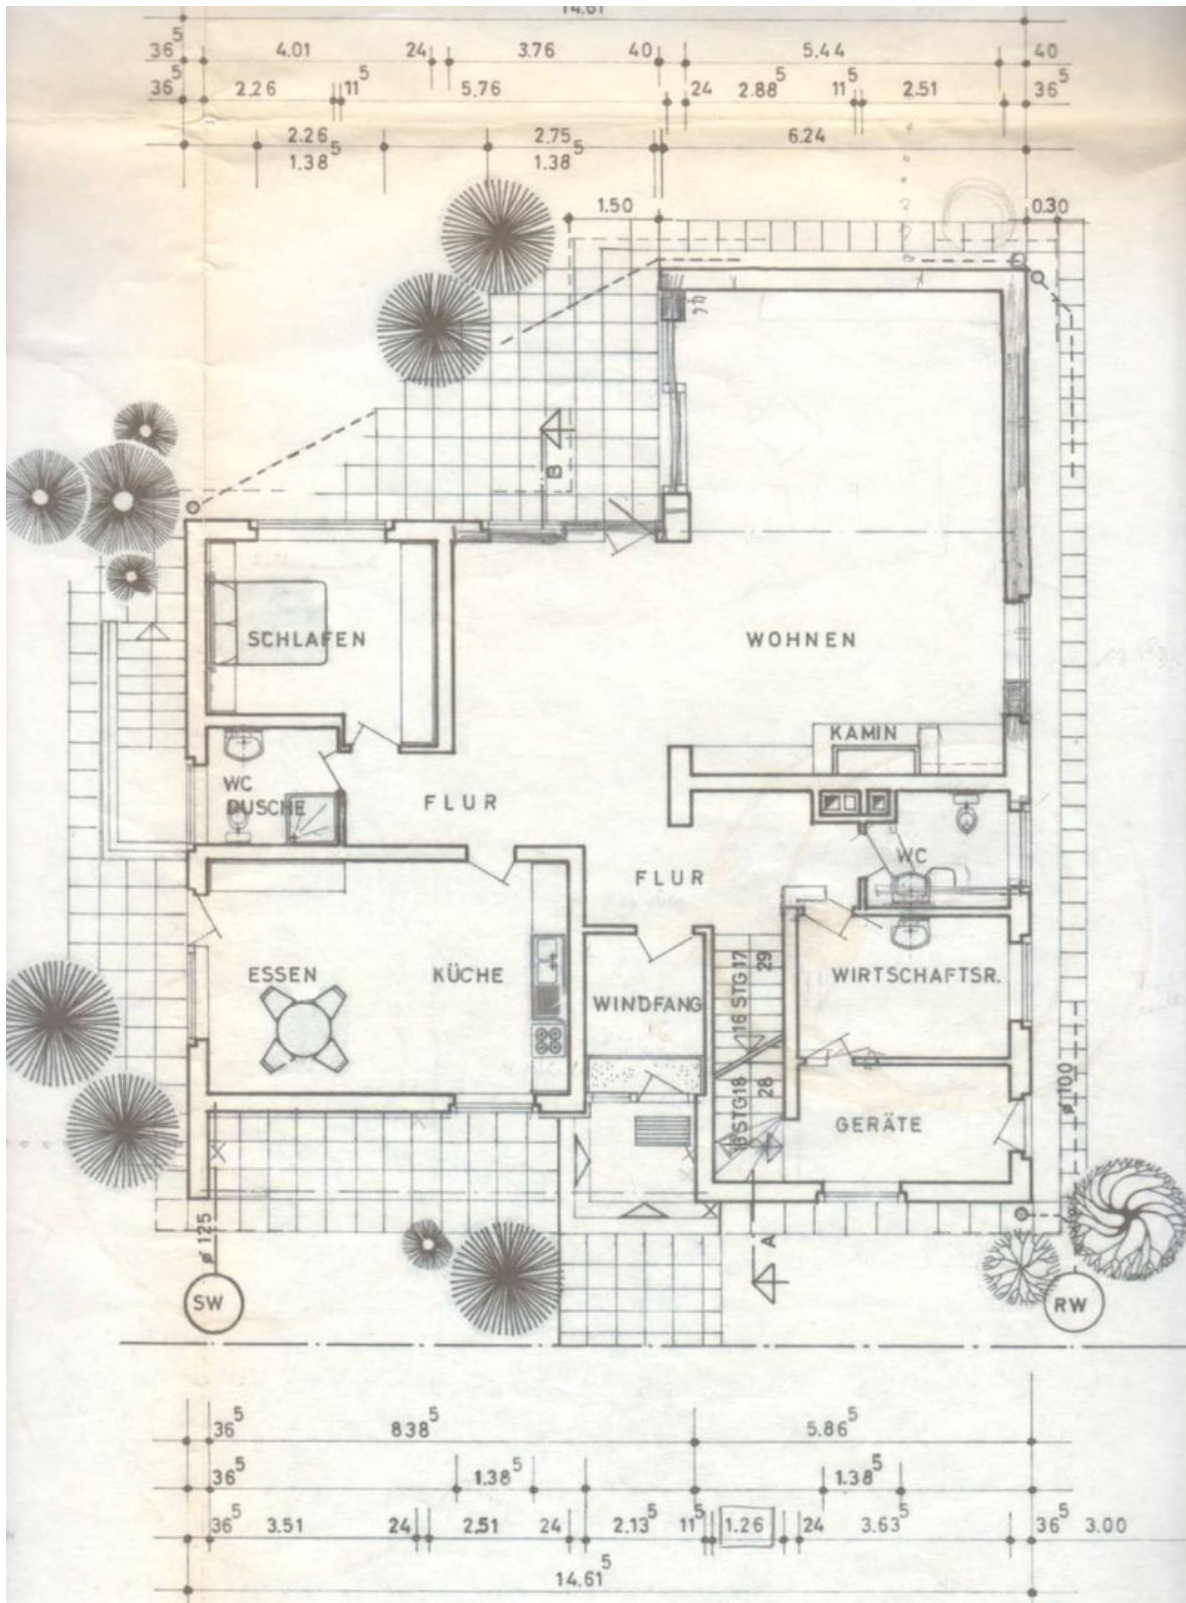 14.61
36⁵ 4.01 24 3.76 40 5.44 40
36⁵ 2.26 11⁵ 5.76 24 2.88⁵ 11⁵ 2.51 36⁵
2.26 2.75 6.24
1.38⁵ 1.38⁵
1.50 0.30
B
SCHLAFEN WOHNEN
KAMIN
WC
DUSCHE
FLUR
WC
FLUR
ESSEN KÜCHE WINDFANG WIRTSCHAFTSR.
16 STG 17
29
18 STG 18
28
GERÄTE
ø 100
ø 125
A
SW RW
36⁵ 838⁵ 5.86⁵
36⁵ 1.38⁵ 1.38⁵
36⁵ 3.51 24 2.51 24 2.13⁵ 11⁵ 1.26 24 3.63⁵ 36⁵ 3.00
14.61⁵